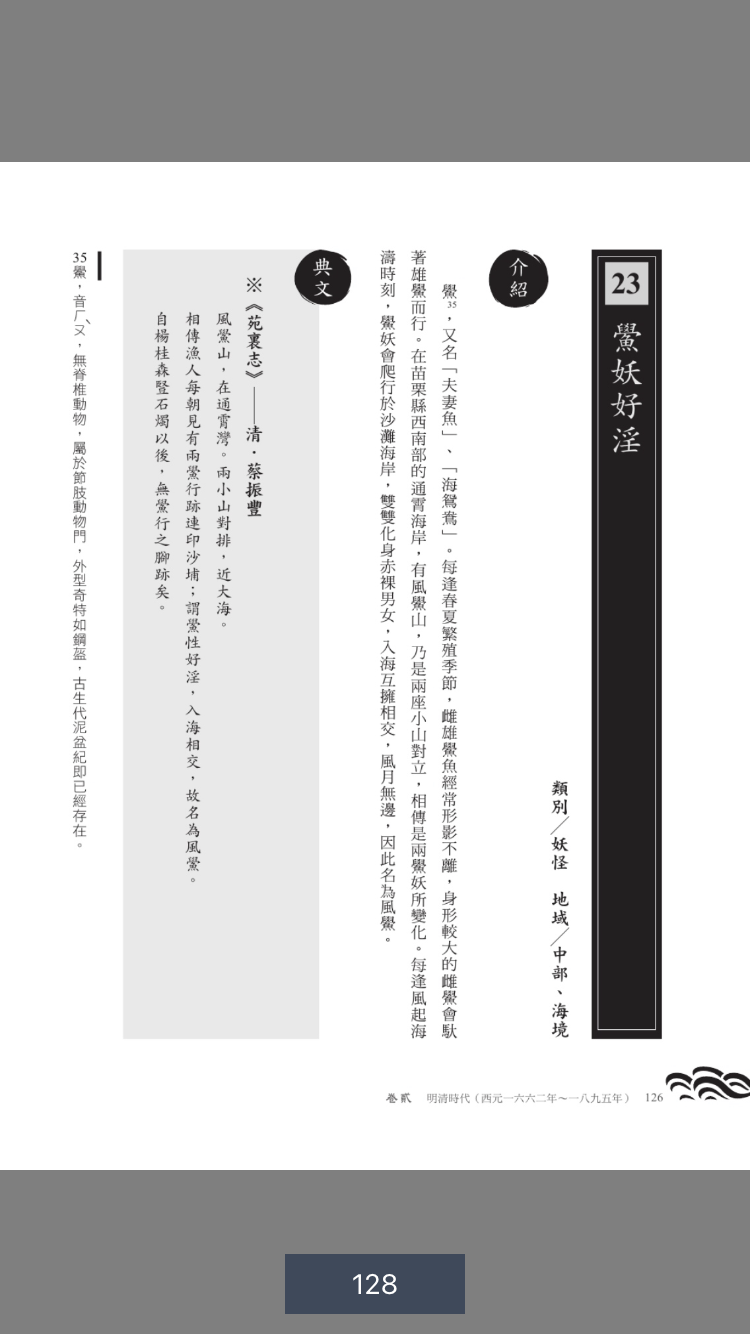 23
鱟妖好淫
類別／妖怪　地域／中部、海境
介紹
鱟35，又名「夫妻魚」、「海鴛鴦」。每逢春夏繁殖季節，雌雄鱟魚經常形影不離，身形較大的雌鱟會馱
著雄鱟而行。在苗栗縣西南部的通霄海岸，有風鱟山，乃是兩座小山對立，相傳是兩鱟妖所變化。每逢風起海
濤時刻，鱟妖會爬行於沙灘海岸，雙雙化身赤裸男女，入海互擁相交，風月無邊，因此名為風鱟。
典文
※《苑裏志》——清．蔡振豐
風鱟山，在通霄灣。兩小山對排，近大海。
相傳漁人每朝見有兩鱟行跡連印沙埔；謂鱟性好淫，入海相交，故名為風鱟。
自楊桂森豎石燭以後，無鱟行之腳跡矣。
35 鱟，音ㄏㄡˋ，無脊椎動物，屬於節肢動物門，外型奇特如鋼盔，古生代泥盆紀即已經存在。
卷貳　明清時代（西元一六六二年～一八九五年）　126
128